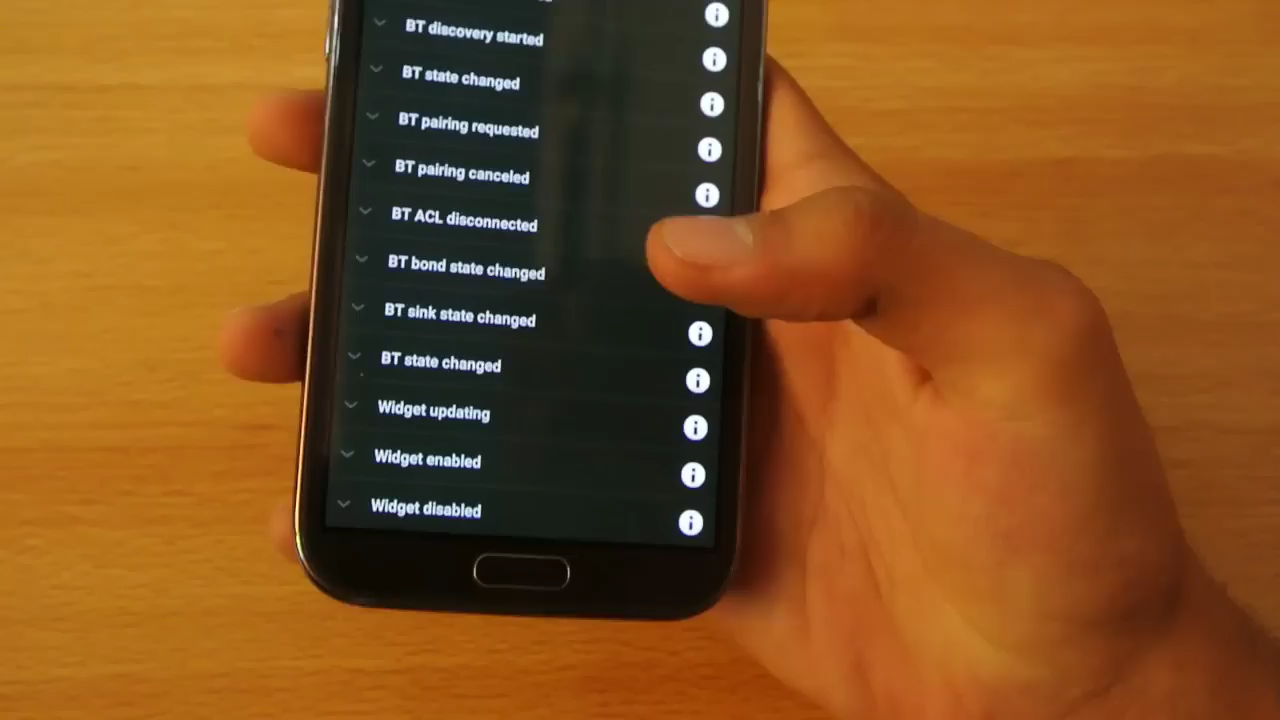 BT discovery started
BT state changed
BT pairing requested
BT pairing canceled
BT ACL disconnected
BT bond state changed
BT sink state changed
BT state changed
Widget updating
Widget enabled
Widget disabled